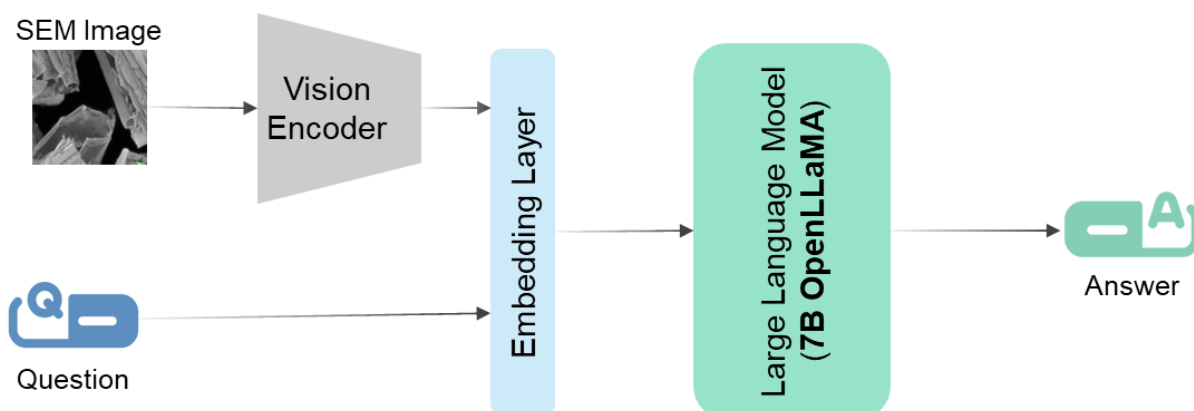 SEM Image
Vision
Encoder
Embedding Layer
Large Language Model
(7B OpenLLaMA)
Q
Question
A
Answer